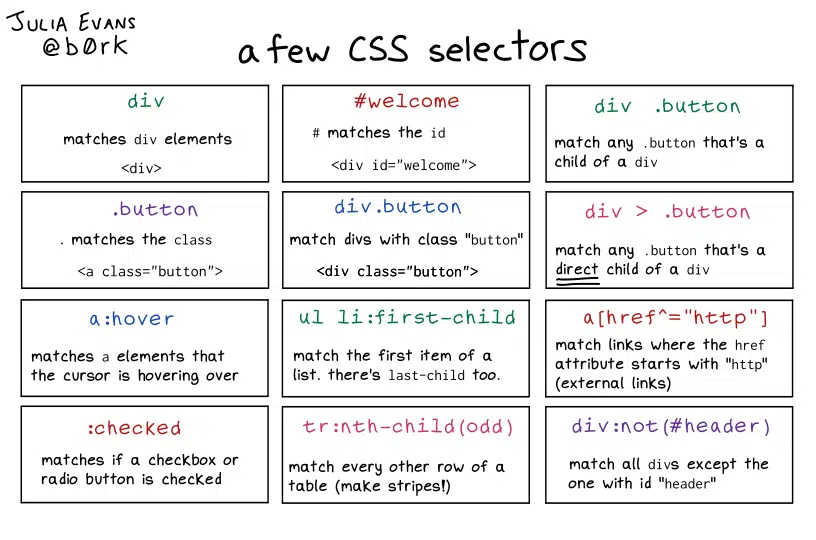 JULIA EVANS
@b0rk
a few CSS selectors
div
matches div elements
<div>
#welcome
# matches the id
<div id="welcome">
div .button
match any .button that's a
child of a div
.button
. matches the class
<a class="button">
div.button
match divs with class "button"
<div class="button">
div > .button
match any .button that's a
direct child of a div
a:hover
matches a elements that
the cursor is hovering over
ul li:first-child
match the first item of a
list. there's last-child too.
a[href^="http"]
match links where the href
attribute starts with "http"
(external links)
:checked
matches if a checkbox or
radio button is checked
tr:nth-child(odd)
match every other row of a
table (make stripes!)
div:not(#header)
match all divs except the
one with id "header"